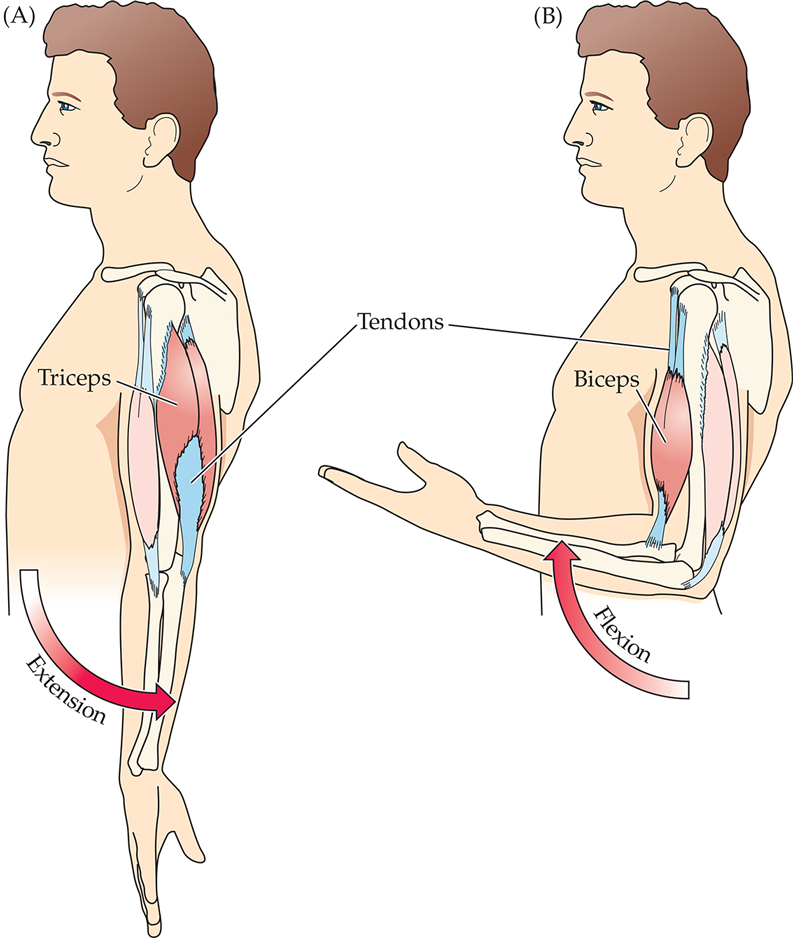 (A)
(B)
Tendons
Triceps
Biceps
Extension
Flexion